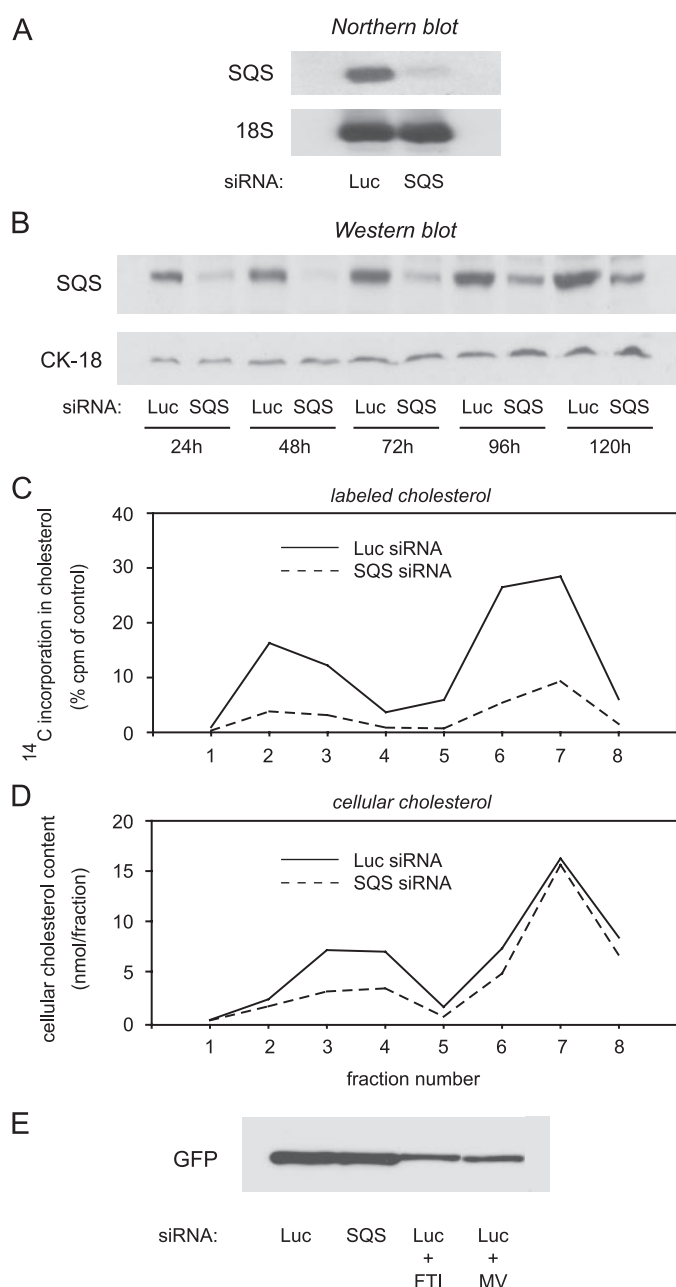 A
Northern blot
SQS
18S
siRNA: Luc SQS
B
Western blot
SQS
CK-18
siRNA: Luc SQS Luc SQS Luc SQS Luc SQS Luc SQS
24h 48h 72h 96h 120h
C
labeled cholesterol
14C incorporation in cholesterol
(% cpm of control)
40
30
20
10
0
Luc siRNA
SQS siRNA
1 2 3 4 5 6 7 8
D
cellular cholesterol
cellular cholesterol content
(nmol/fraction)
20
15
10
5
0
Luc siRNA
SQS siRNA
1 2 3 4 5 6 7 8
fraction number
E
GFP
siRNA: Luc SQS Luc Luc
+ +
FTI MV